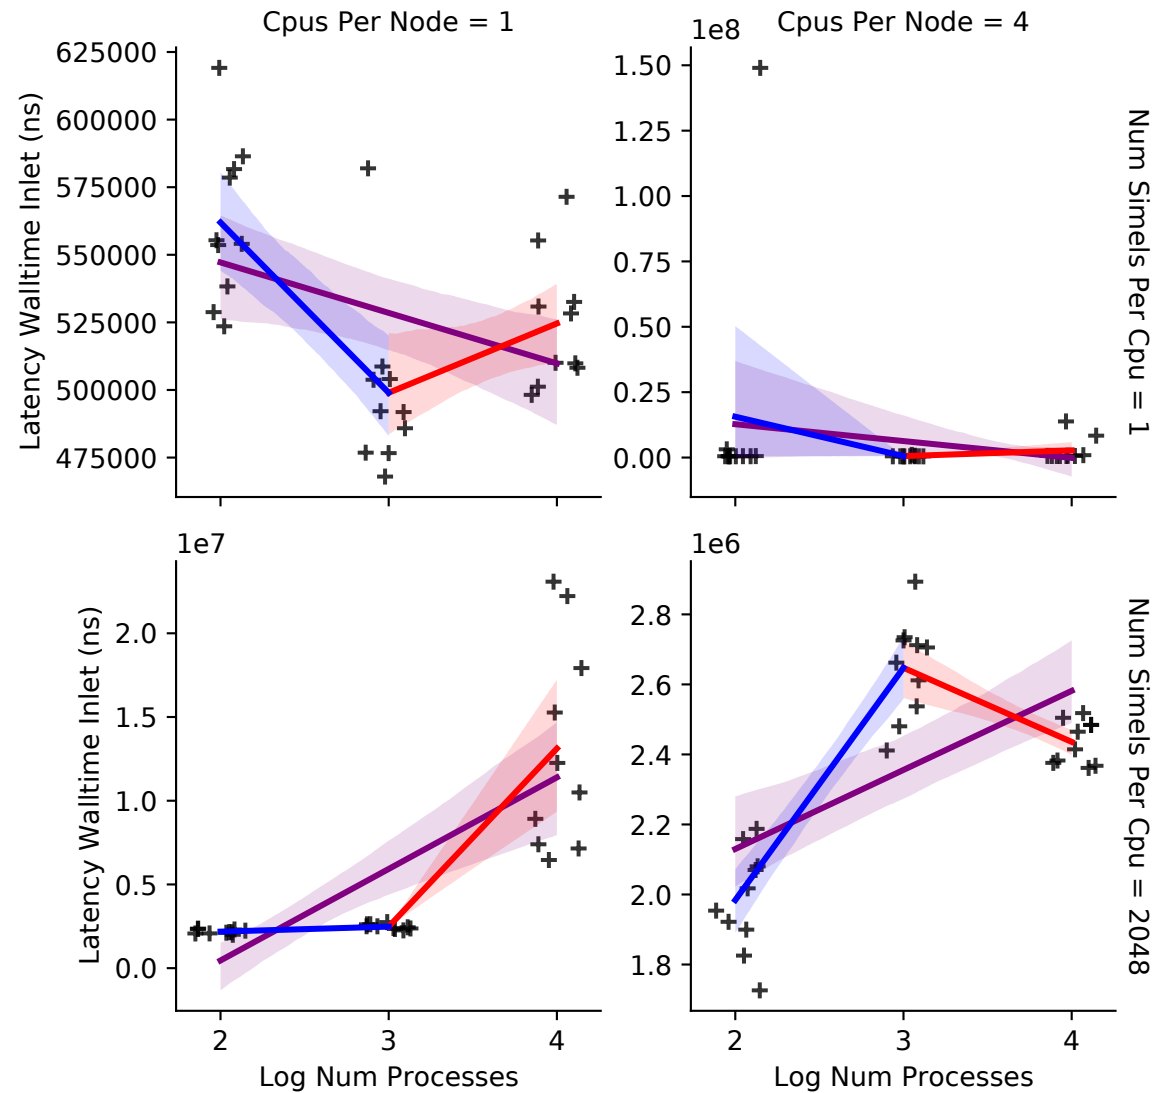 Cpus Per Node = 1
Cpus Per Node = 4
1e8
Latency Walltime Inlet (ns)
625000
600000
575000
550000
525000
500000
475000
1.50
1.25
1.00
0.75
0.50
0.25
0.00
Num Simels Per Cpu = 1
1e7
1e6
Latency Walltime Inlet (ns)
2.0
1.5
1.0
0.5
0.0
2.8
2.6
2.4
2.2
2.0
1.8
Num Simels Per Cpu = 2048
2 3 4
2 3 4
Log Num Processes
Log Num Processes